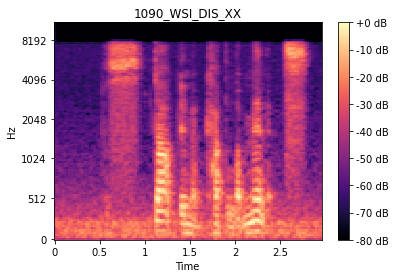 1090_WSI_DIS_XX
+0 dB
8192
-10 dB
4096
-20 dB
-30 dB
2048
Hz
-40 dB
1024
-50 dB
512
-60 dB
-70 dB
0
-80 dB
0 0.5 1 1.5 2 2.5
Time